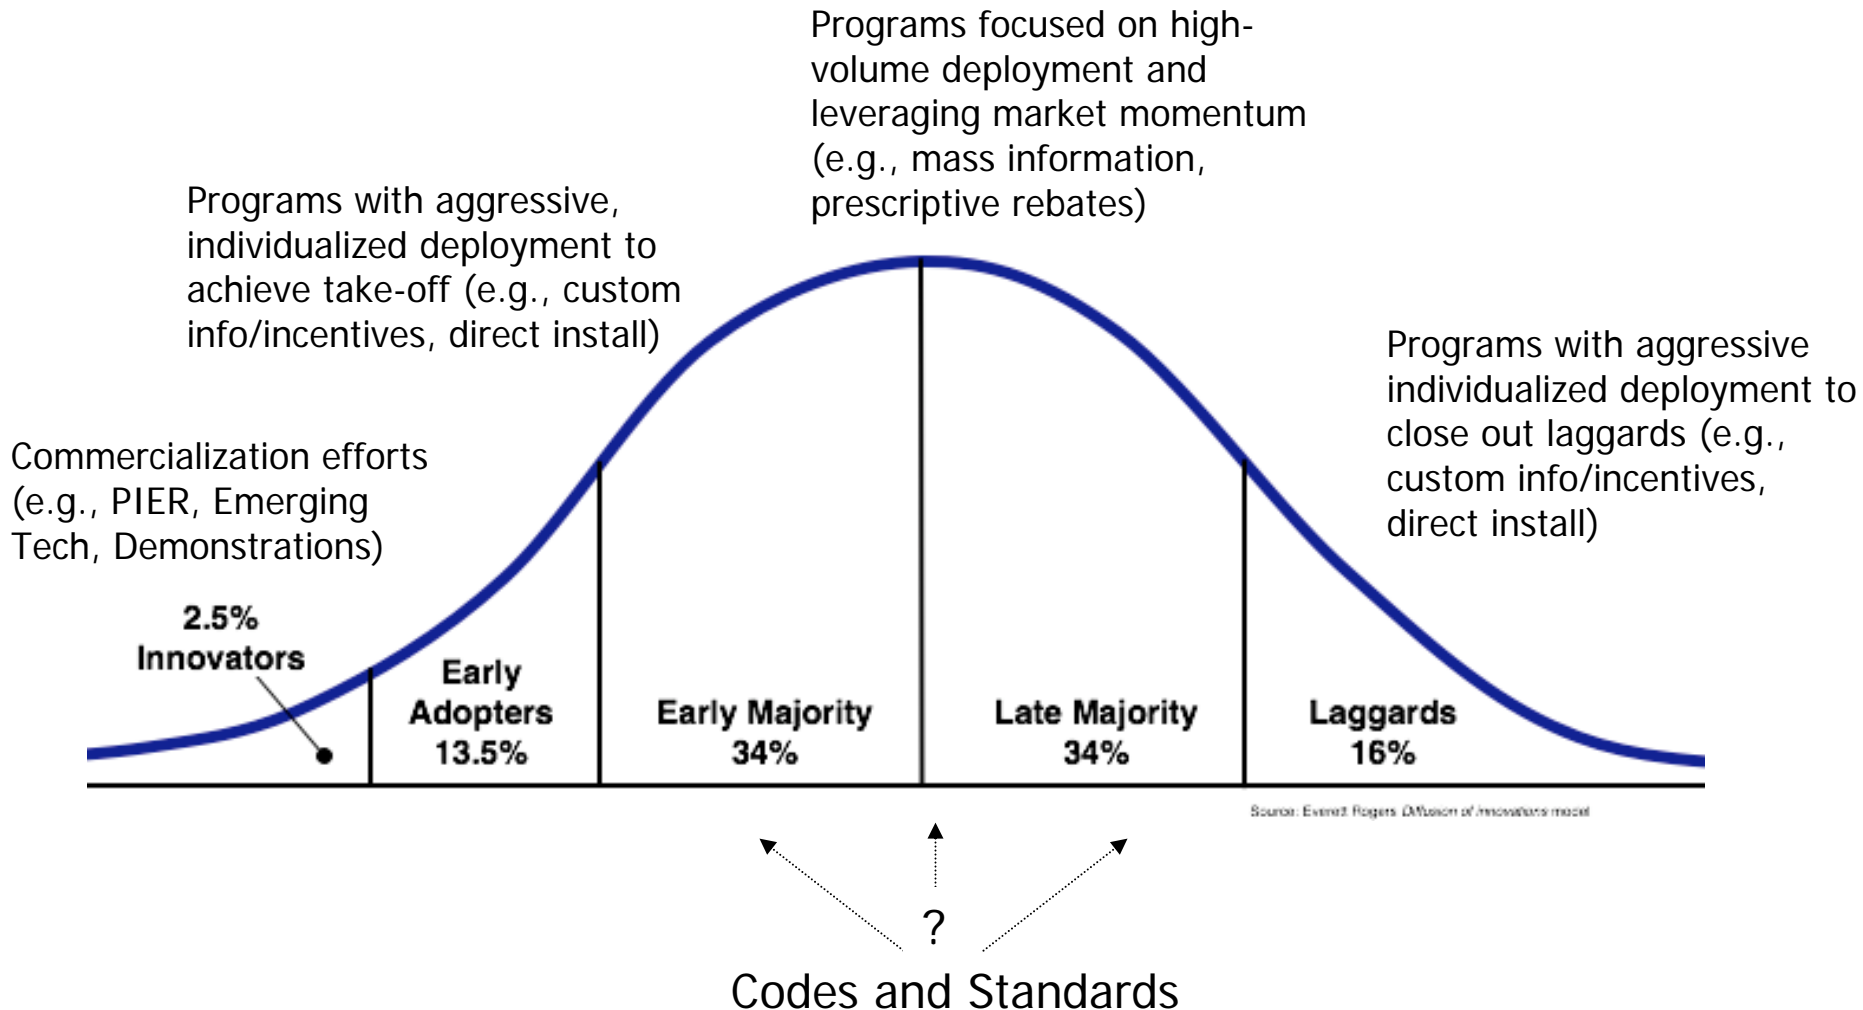 Programs focused on high-
volume deployment and
leveraging market momentum
(e.g., mass information,
prescriptive rebates)
Programs with aggressive,
individualized deployment to
achieve take-off (e.g., custom
info/incentives, direct install)
Programs with aggressive
individualized deployment to
close out laggards (e.g.,
custom info/incentives,
direct install)
Commercialization efforts
(e.g., PIER, Emerging
Tech, Demonstrations)
2.5%
Innovators
Early
Adopters
13.5%
Early Majority
34%
Late Majority
34%
Laggards
16%
Source: Everett Rogers Diffusion of innovations model
?
Codes and Standards